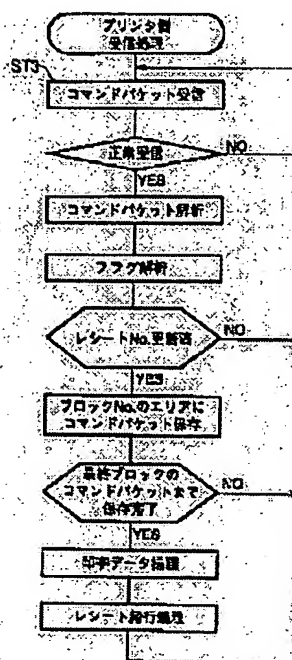 プリンタ側
受信処理
ST3
コマンドパケット受信
正常受信
NO
YES
コマンドパケット解析
フラグ解析
レシートNo.更新済
NO
YES
ブロックNo.のエリアに
コマンドパケット保存
最終ブロックの
コマンドパケットまで
保存完了
NO
YES
印字データ編集
レシート発行処理